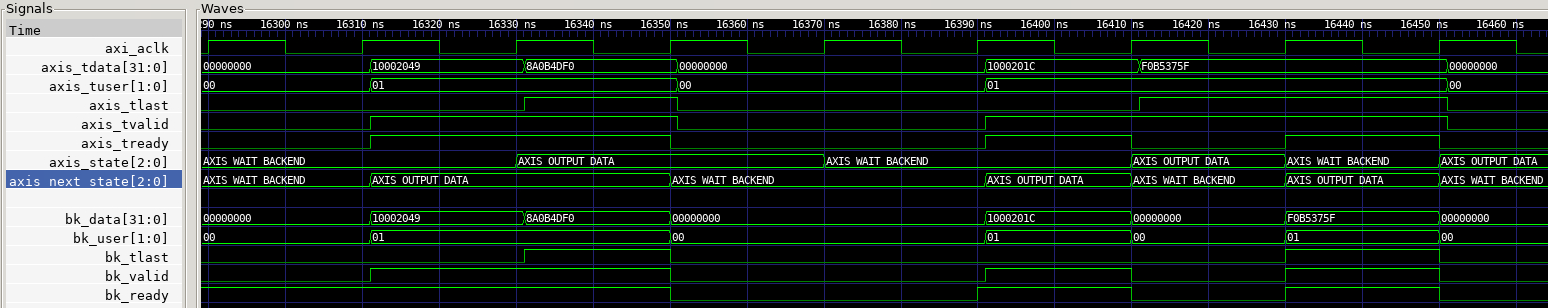 Signals Waves
Time 90 ns 16300 ns 16310 ns 16320 ns 16330 ns 16340 ns 16350 ns 16360 ns 16370 ns 16380 ns 16390 ns 16400 ns 16410 ns 16420 ns 16430 ns 16440 ns 16450 ns 16460 ns
axi_aclk
axis_tdata[31:0] 00000000 10002049 8A0B4DF0 00000000 1000201C F0B5375F 00000000
axis_tuser[1:0] 00 01 00 01 00
axis_tlast
axis_tvalid
axis_tready
axis_state[2:0] AXIS WAIT BACKEND AXIS OUTPUT DATA AXIS WAIT BACKEND AXIS OUTPUT DATA AXIS WAIT BACKEND AXIS OUTPUT DATA
axis_next_state[2:0] AXIS WAIT BACKEND AXIS OUTPUT DATA AXIS WAIT BACKEND AXIS OUTPUT DATA AXIS WAIT BACKEND AXIS OUTPUT DATA AXIS WAIT BACKEND
bk_data[31:0] 00000000 10002049 8A0B4DF0 00000000 1000201C 00000000 F0B5375F 00000000
bk_user[1:0] 00 01 00 01 00 01 00
bk_tlast
bk_valid
bk_ready